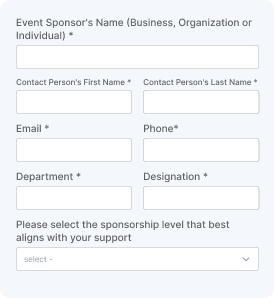 Event Sponsor's Name (Business, Organization or
Individual) *
Contact Person's First Name * Contact Person's Last Name *
Email * Phone*
Department * Designation *
Please select the sponsorship level that best
aligns with your support
select -